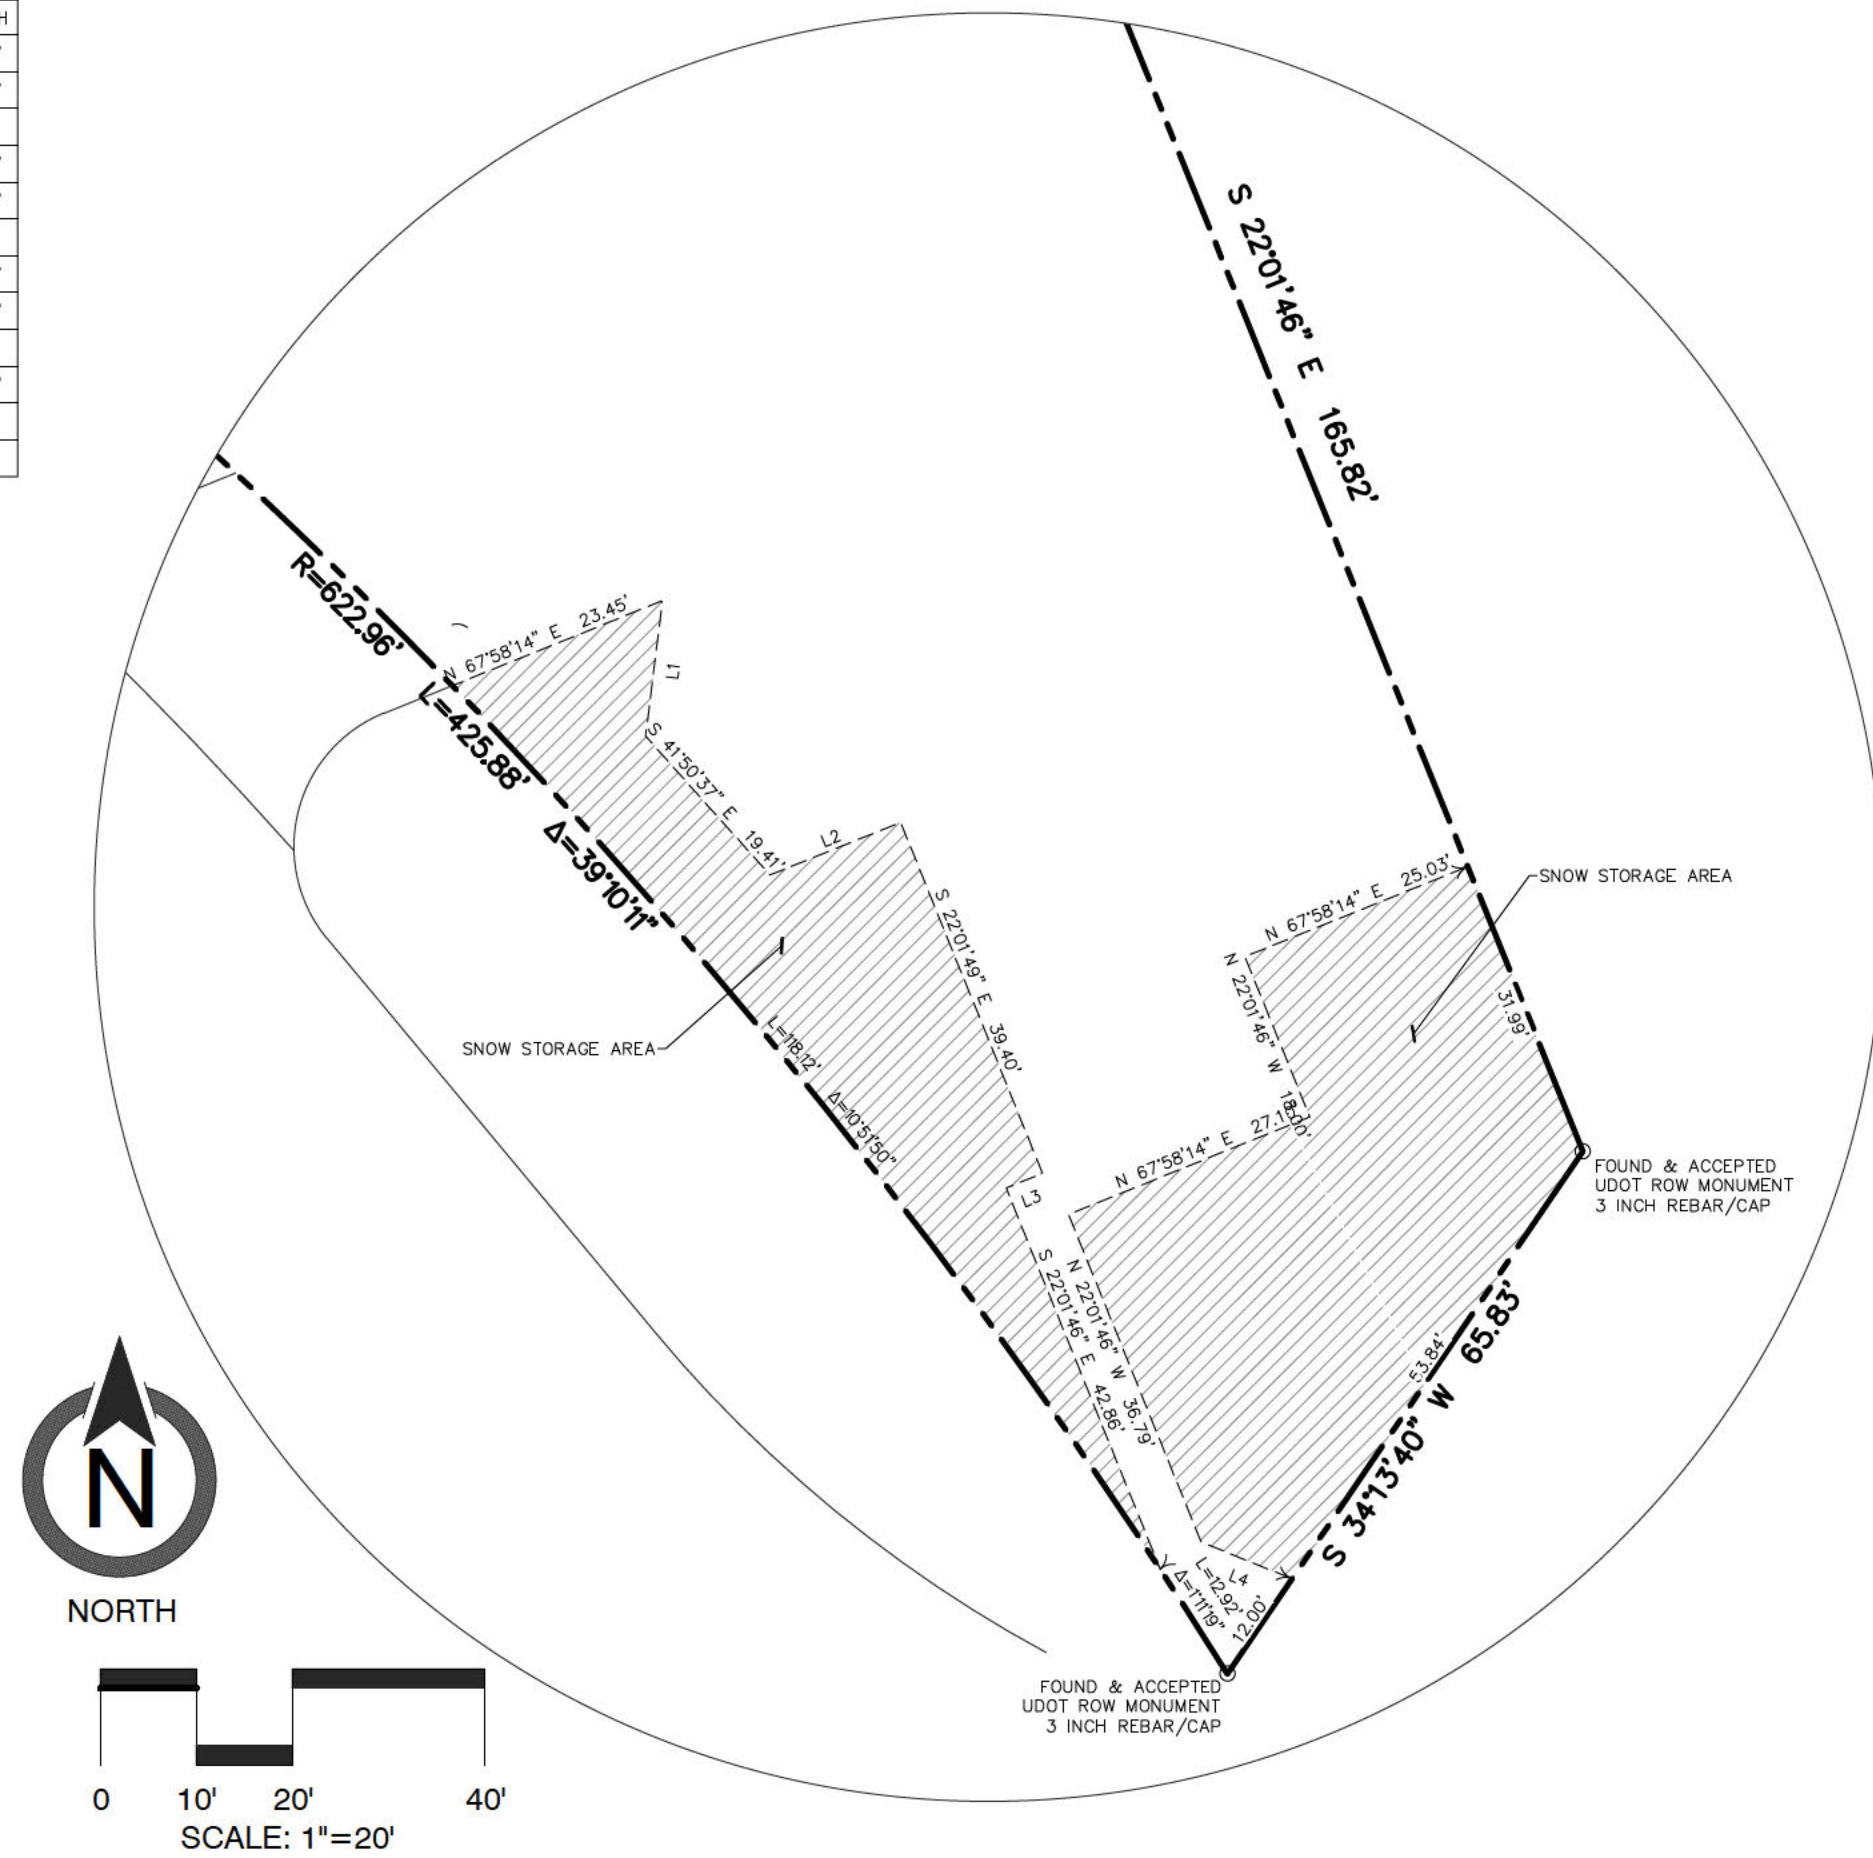 H
S 22°01'46" E 165.82'
R=622.96'
L=425.88'
Δ=39°10'11"
N 67°58'14" E 23.45'
L1
S 41°50'37" E 19.41'
L2
S 22°01'49" E 39.40'
SNOW STORAGE AREA
L=118.12'
Δ=10°51'50"
L3
S 22°01'46" E 42.86'
N 67°58'14" E 25.03'
SNOW STORAGE AREA
N 22°01'46" W 18.00'
31.99'
N 67°58'14" E
N 22°01'46" W 36.79'
FOUND & ACCEPTED
UDOT ROW MONUMENT
3 INCH REBAR/CAP
53.84'
S 34°13'40" W 65.83'
L4
L=12.92'
Δ=1°11'19"
12.00'
FOUND & ACCEPTED
UDOT ROW MONUMENT
3 INCH REBAR/CAP
N
NORTH
0 10' 20' 40'
SCALE: 1"=20'